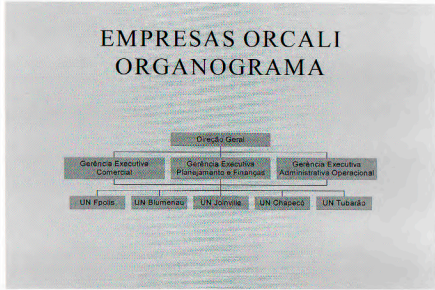 EMPRESAS ORCALI
ORGANOGRAMA
Direção Geral
Gerência Executiva
Comercial
Gerência Executiva
Planejamento e Finanças
Gerência Executiva
Administrativa Operacional
UN Fpolis
UN Blumenau
UN Joinville
UN Chapecó
UN Tubarão